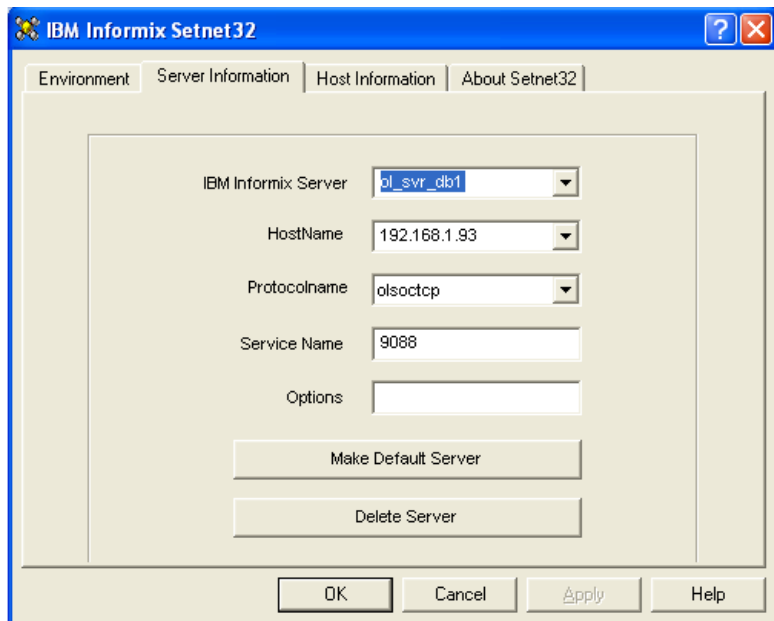 IBM Informix Setnet32
Environment Server Information Host Information About Setnet32
IBM Informix Server ol_svr_db1
HostName 192.168.1.93
Protocolname olsoctcp
Service Name 9088
Options
Make Default Server
Delete Server
OK Cancel Apply Help